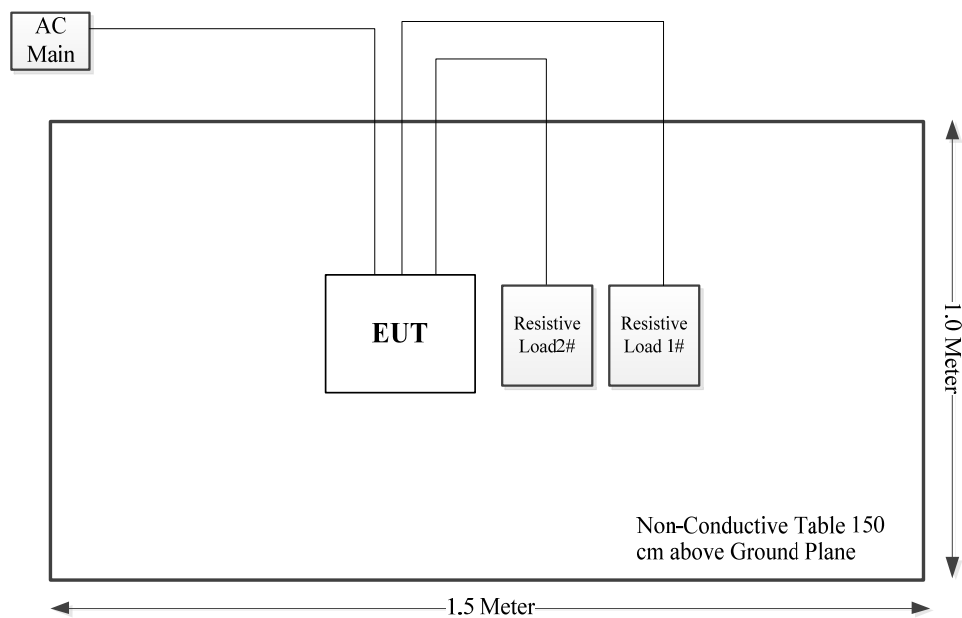 AC
Main
EUT
Resistive
Load2#
Resistive
Load 1#
1.0 Meter
Non-Conductive Table 150
cm above Ground Plane
1.5 Meter